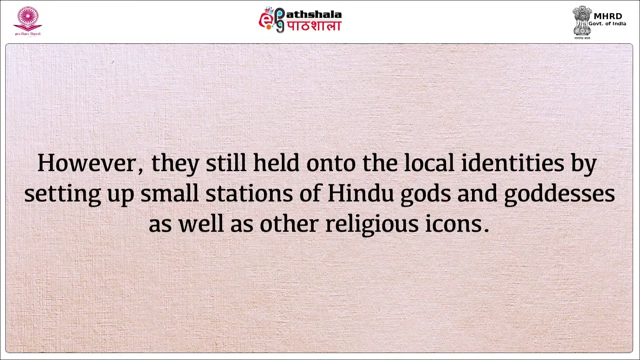 Pathshala
पाठशाला
MHRD
Govt. of India
However, they still held onto the local identities by
setting up small stations of Hindu gods and goddesses
as well as other religious icons.